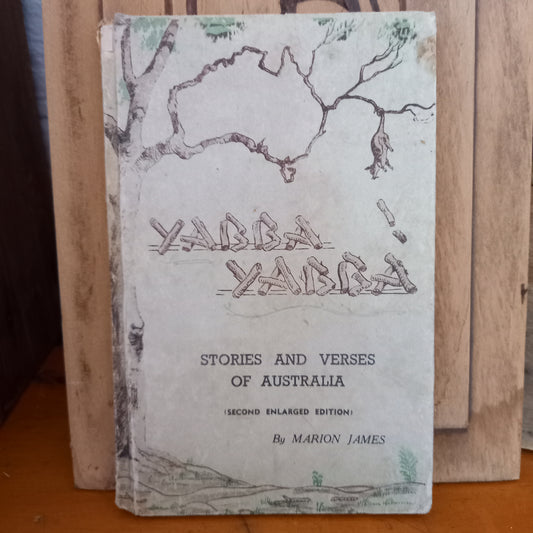 YABBA !
YABBA
STORIES AND VERSES
OF AUSTRALIA
(SECOND ENLARGED EDITION)
By MARION JAMES